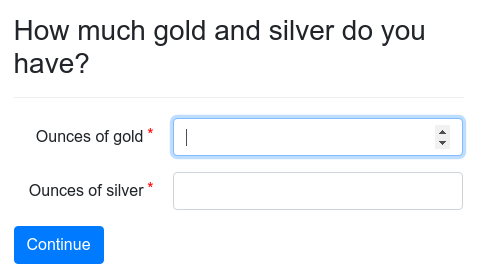 How much gold and silver do you
have?
Ounces of gold *
Ounces of silver *
Continue